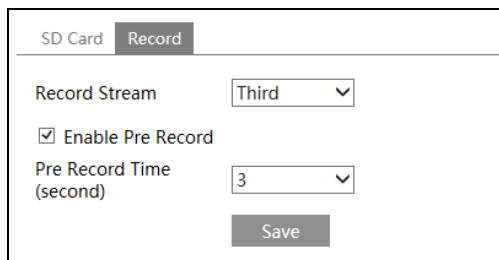 SD Card Record
Record Stream Third
Enable Pre Record
Pre Record Time
(second) 3
Save